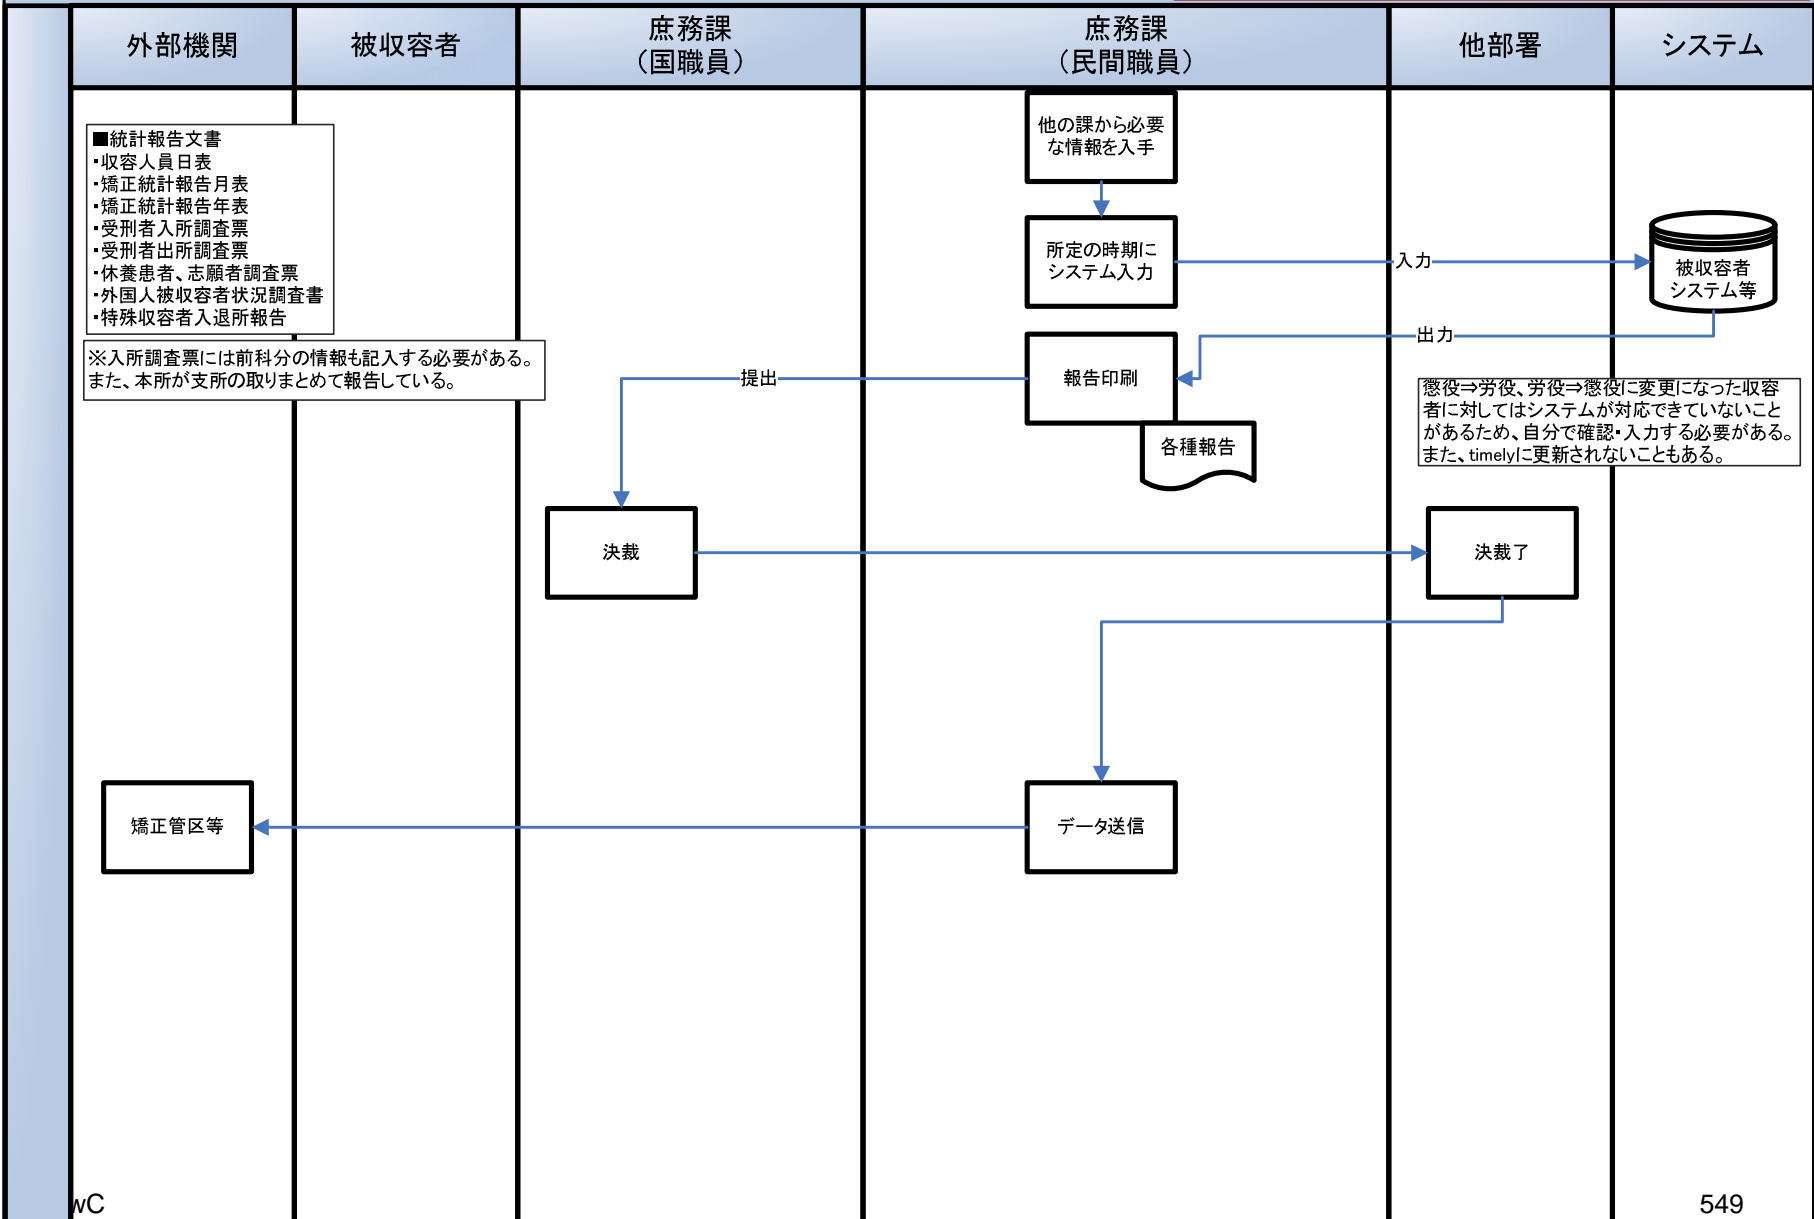 外部機関
被収容者
庶務課
（国職員）
庶務課
（民間職員）
他部署
システム
■統計報告文書
・収容人員日表
・矯正統計報告月表
・矯正統計報告年表
・受刑者入所調査票
・受刑者出所調査票
・休養患者、志願者調査票
・外国人被収容者状況調査書
・特殊収容者入退所報告
※入所調査票には前科分の情報も記入する必要がある。
また、本所が支所の取りまとめて報告している。
他の課から必要
な情報を入手
所定の時期に
システム入力
入力
被収容者
システム等
出力
報告印刷
提出
各種報告
懲役⇒労役、労役⇒懲役に変更になった収容
者に対してはシステムが対応できていないこと
があるため、自分で確認・入力する必要がある。
また、timelyに更新されないこともある。
決裁
決裁了
データ送信
矯正管区等
wC
549